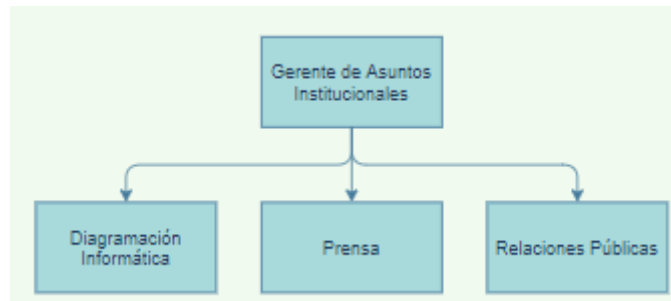 Gerente de Asuntos
Institucionales
Diagramación
Informática
Prensa
Relaciones Públicas